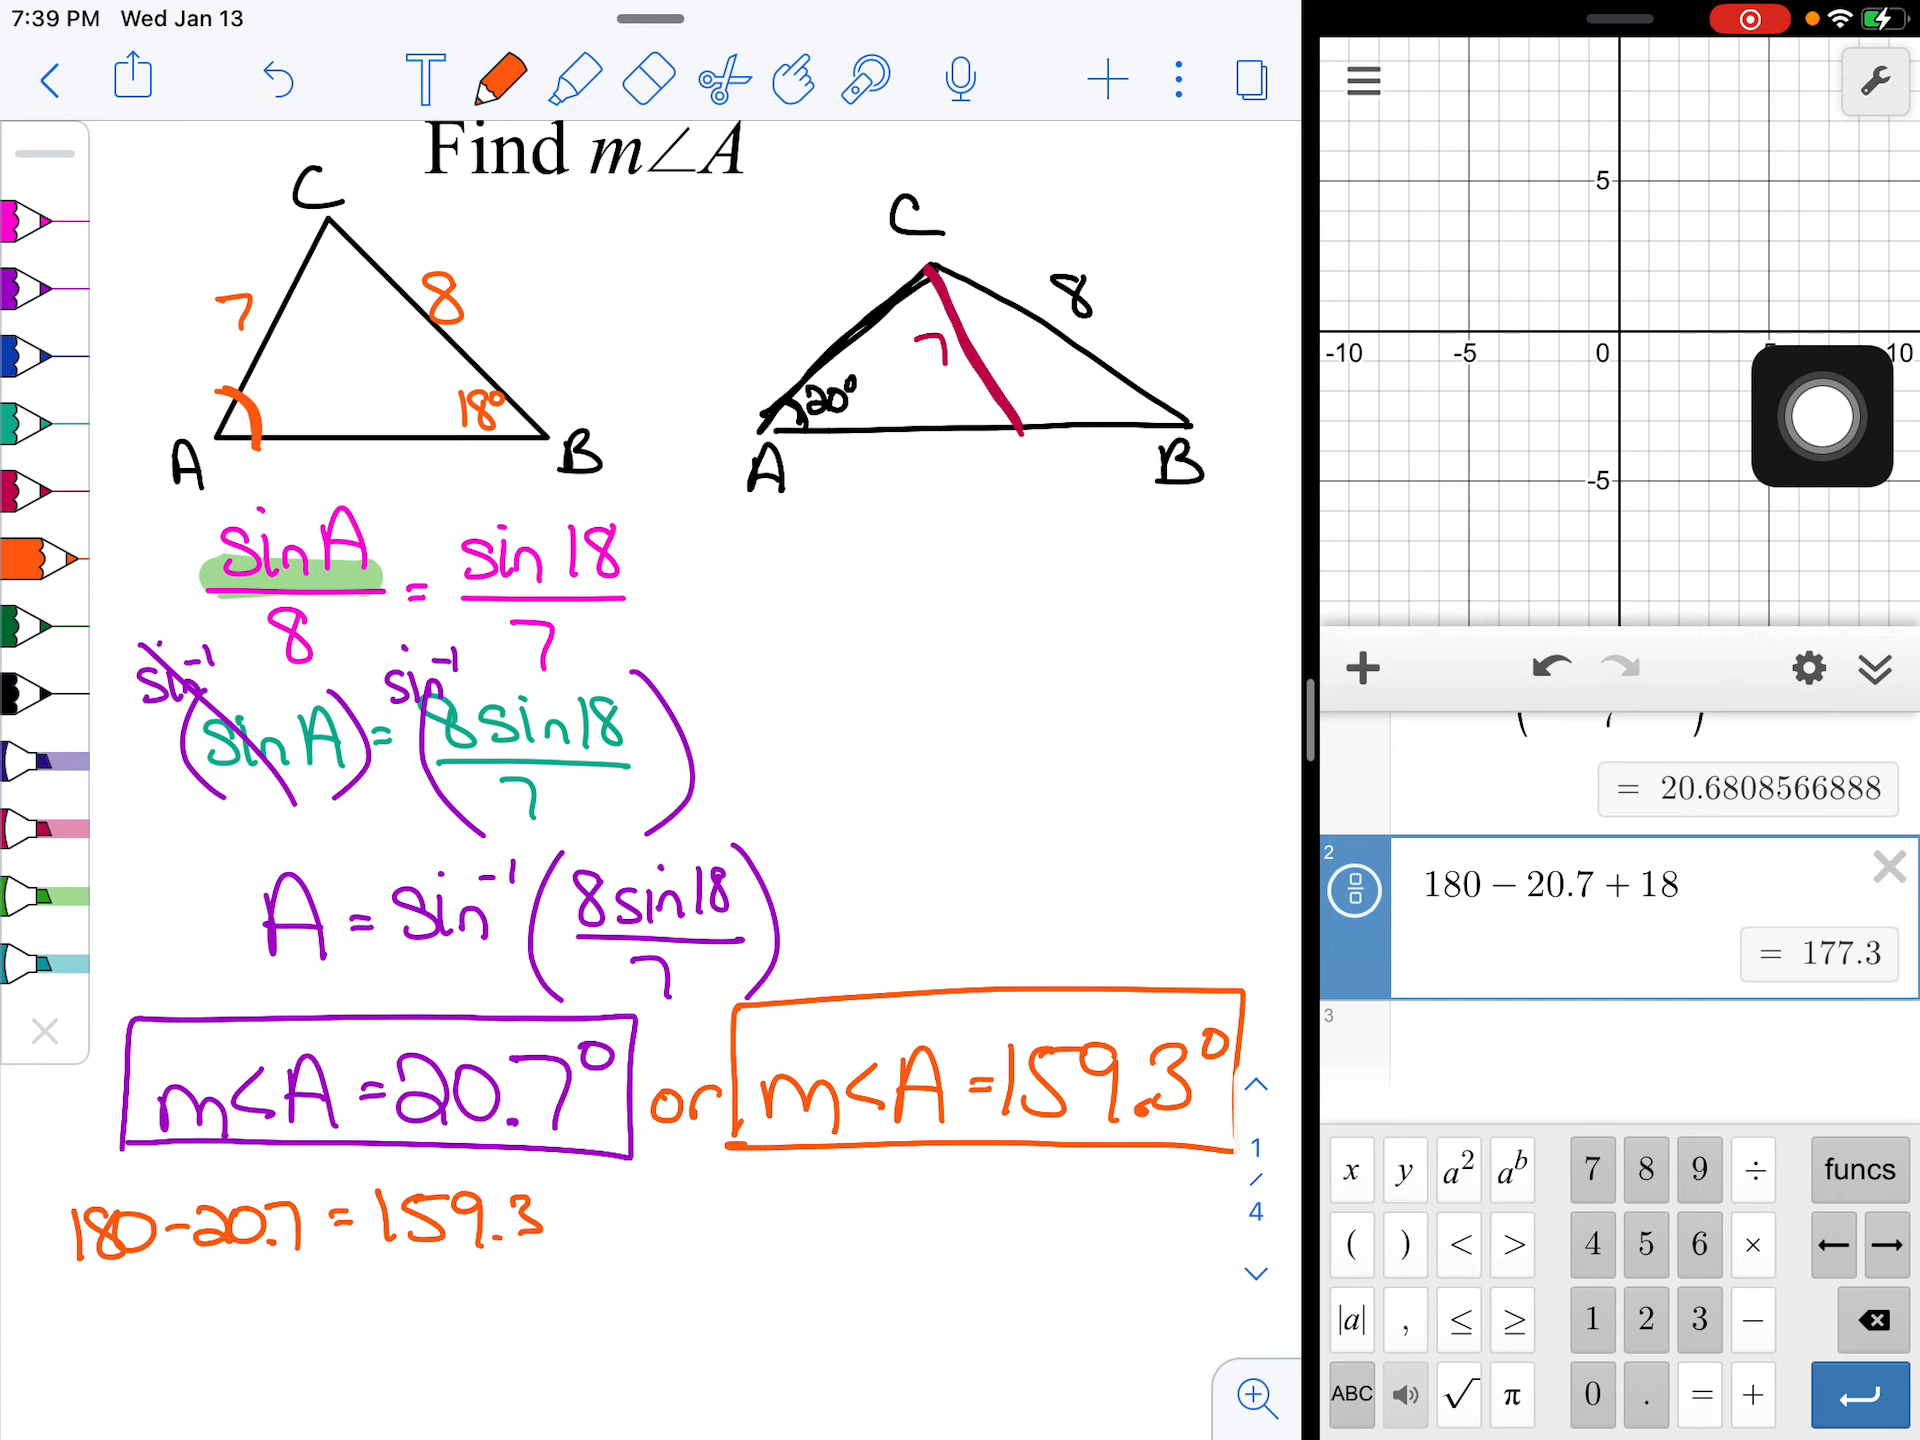 7:39 PM Wed Jan 13
Find m∠A
C
7
8
18°
A
B
C
8
7
20°
A
B
sin A / 8 = sin 18 / 7
sin⁻¹ (sin A) = sin⁻¹ (8 sin 18 / 7)
A = sin⁻¹ (8 sin 18 / 7)
m<A = 20.7° or m<A = 159.3°
180 - 20.7 = 159.3
1
/
4
5
-10 -5 0 10
-5
= 20.6808566888
2
180 − 20.7 + 18
= 177.3
3
x y a² aᵇ 7 8 9 ÷ funcs
( ) < > 4 5 6 × ← →
|a| , ≤ ≥ 1 2 3 −
ABC √ π 0 . = +